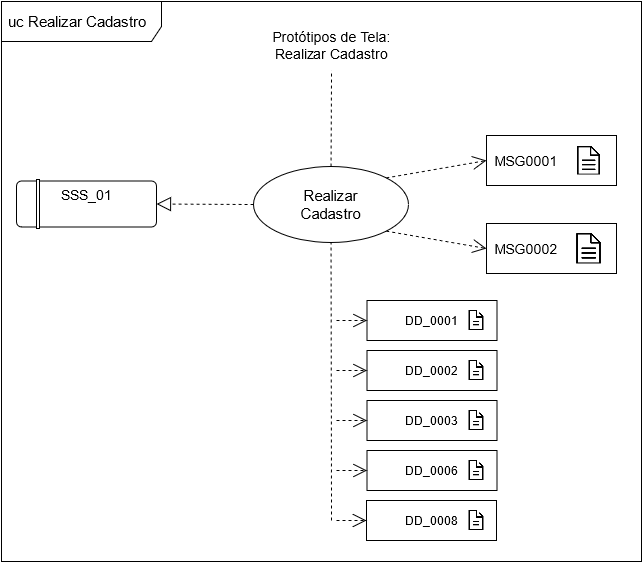 uc Realizar Cadastro
Protótipos de Tela:
Realizar Cadastro
MSG0001
SSS_01
Realizar
Cadastro
MSG0002
DD_0001
DD_0002
DD_0003
DD_0006
DD_0008